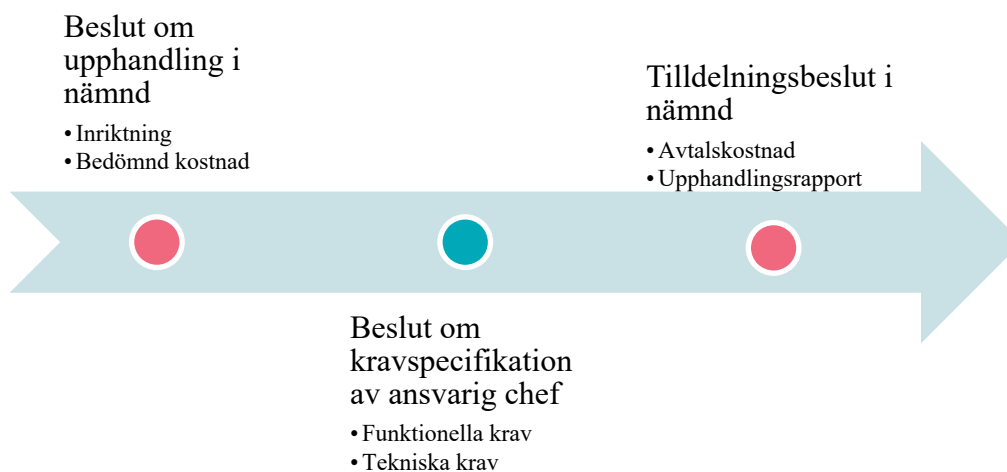 Beslut om
upphandling i
nämnd
• Inriktning
• Bedömnd kostnad
Beslut om
kravspecifikation
av ansvarig chef
• Funktionella krav
• Tekniska krav
Tilldelningsbeslut i
nämnd
• Avtalskostnad
• Upphandlingsrapport